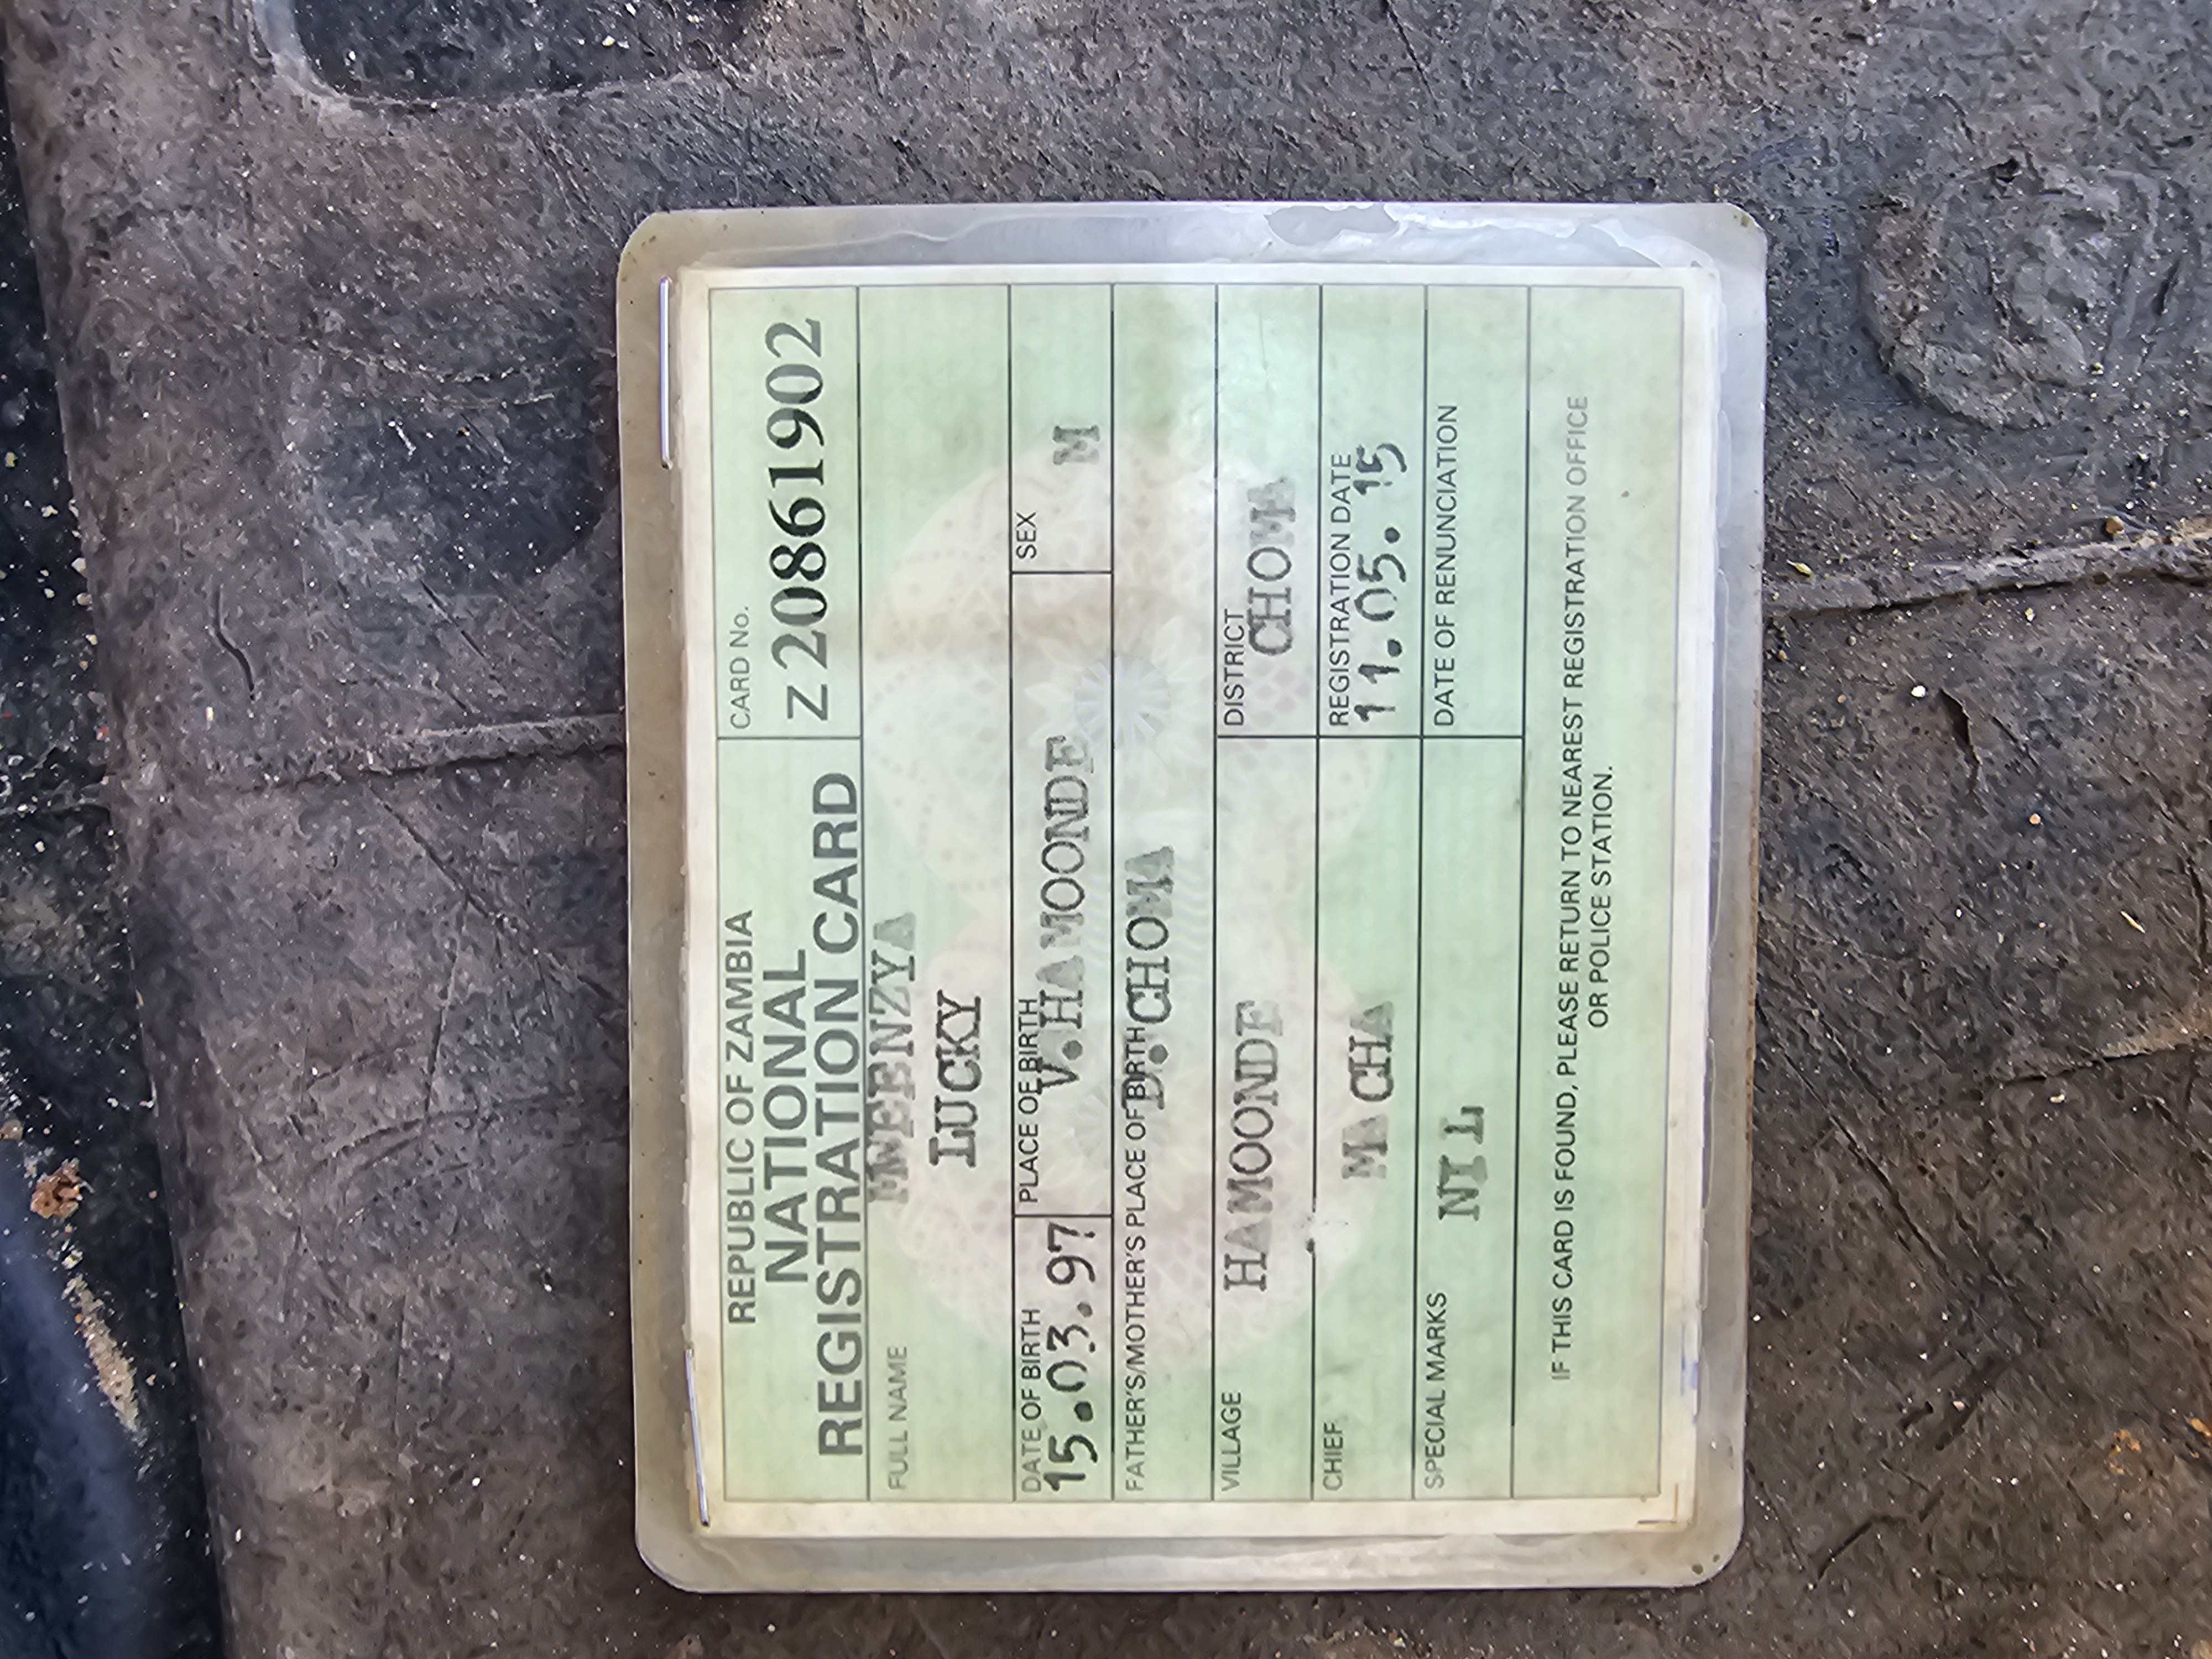 REPUBLIC OF ZAMBIA
NATIONAL
REGISTRATION CARD
CARD No.
Z 20861902
FULL NAME
MWEENZYA
LUCKY
DATE OF BIRTH
15.03.97
PLACE OF BIRTH
V.HAMOONDE
SEX
M
FATHER'S/MOTHER'S PLACE OF BIRTH
D.CHOMA
VILLAGE
HAMOONDE
DISTRICT
CHOMA
CHIEF
MACHA
REGISTRATION DATE
11.05.15
SPECIAL MARKS
NIL
DATE OF RENUNCIATION
IF THIS CARD IS FOUND, PLEASE RETURN TO NEAREST REGISTRATION OFFICE
OR POLICE STATION.